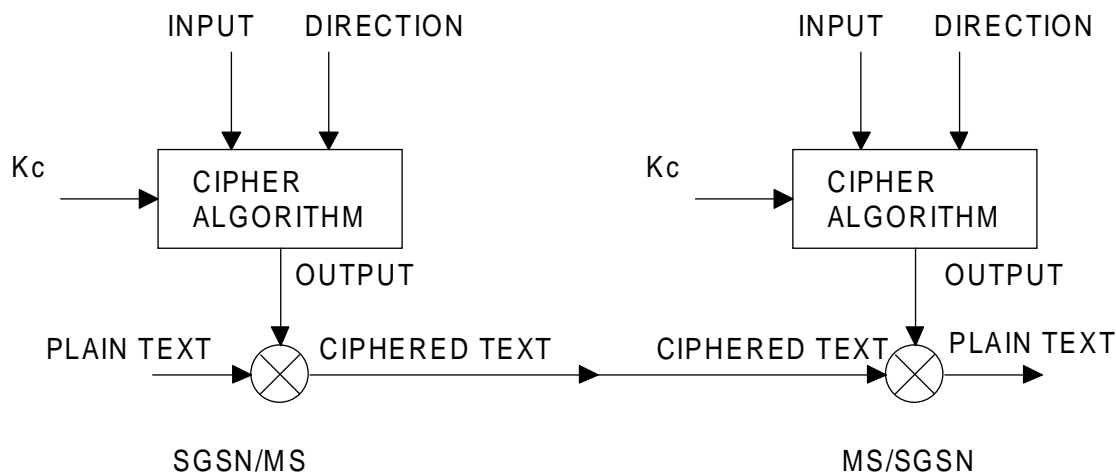 INPUT DIRECTION INPUT DIRECTION
Kc Kc
CIPHER CIPHER
ALGORITHM ALGORITHM
OUTPUT OUTPUT
PLAIN TEXT CIPHERED TEXT CIPHERED TEXT PLAIN TEXT
SGSN/MS MS/SGSN